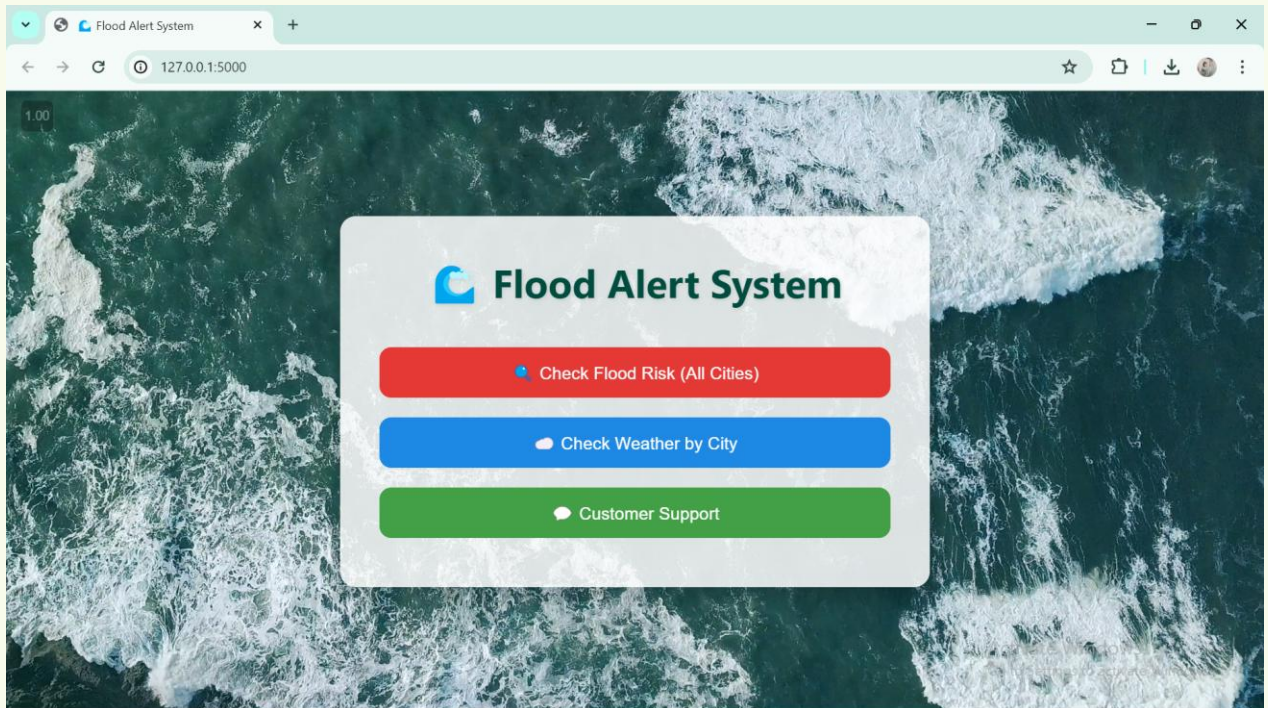 Flood Alert System
127.0.0.1:5000
1.00
Flood Alert System
Check Flood Risk (All Cities)
Check Weather by City
Customer Support